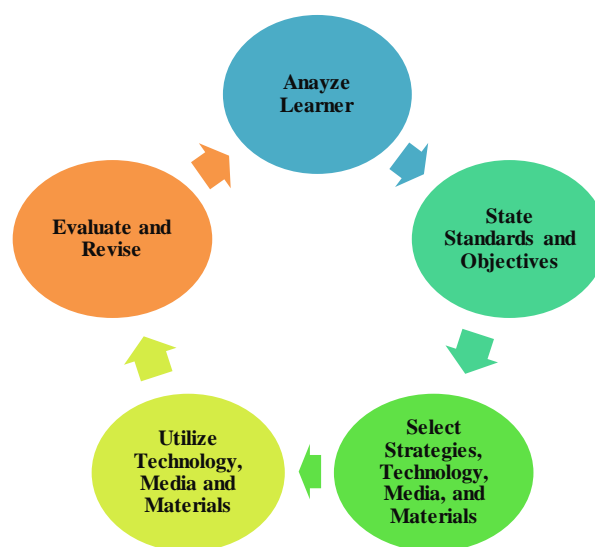 Anayze
Learner
State
Standards and
Objectives
Select
Strategies,
Technology,
Media, and
Materials
Utilize
Technology,
Media and
Materials
Evaluate and
Revise